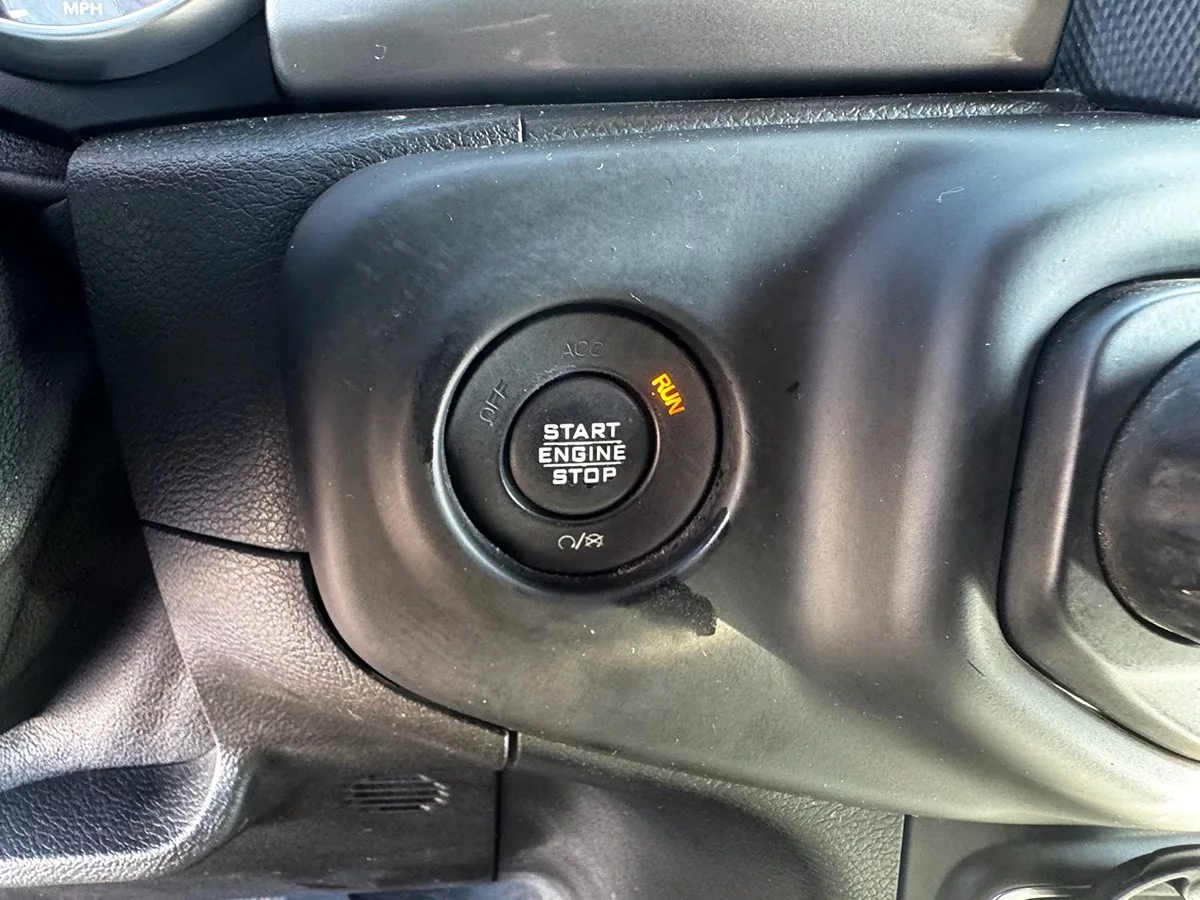 MPH
ACC
OFF
RUN
START
ENGINE
STOP